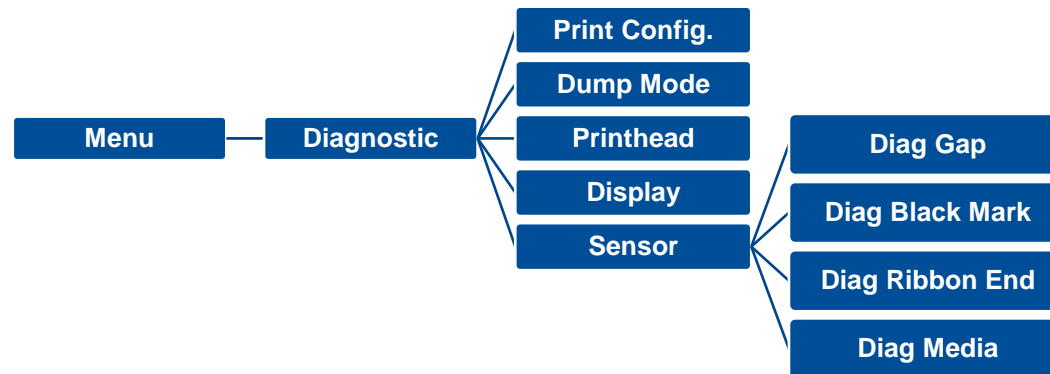 Menu
Diagnostic
Print Config.
Dump Mode
Printhead
Display
Sensor
Diag Gap
Diag Black Mark
Diag Ribbon End
Diag Media